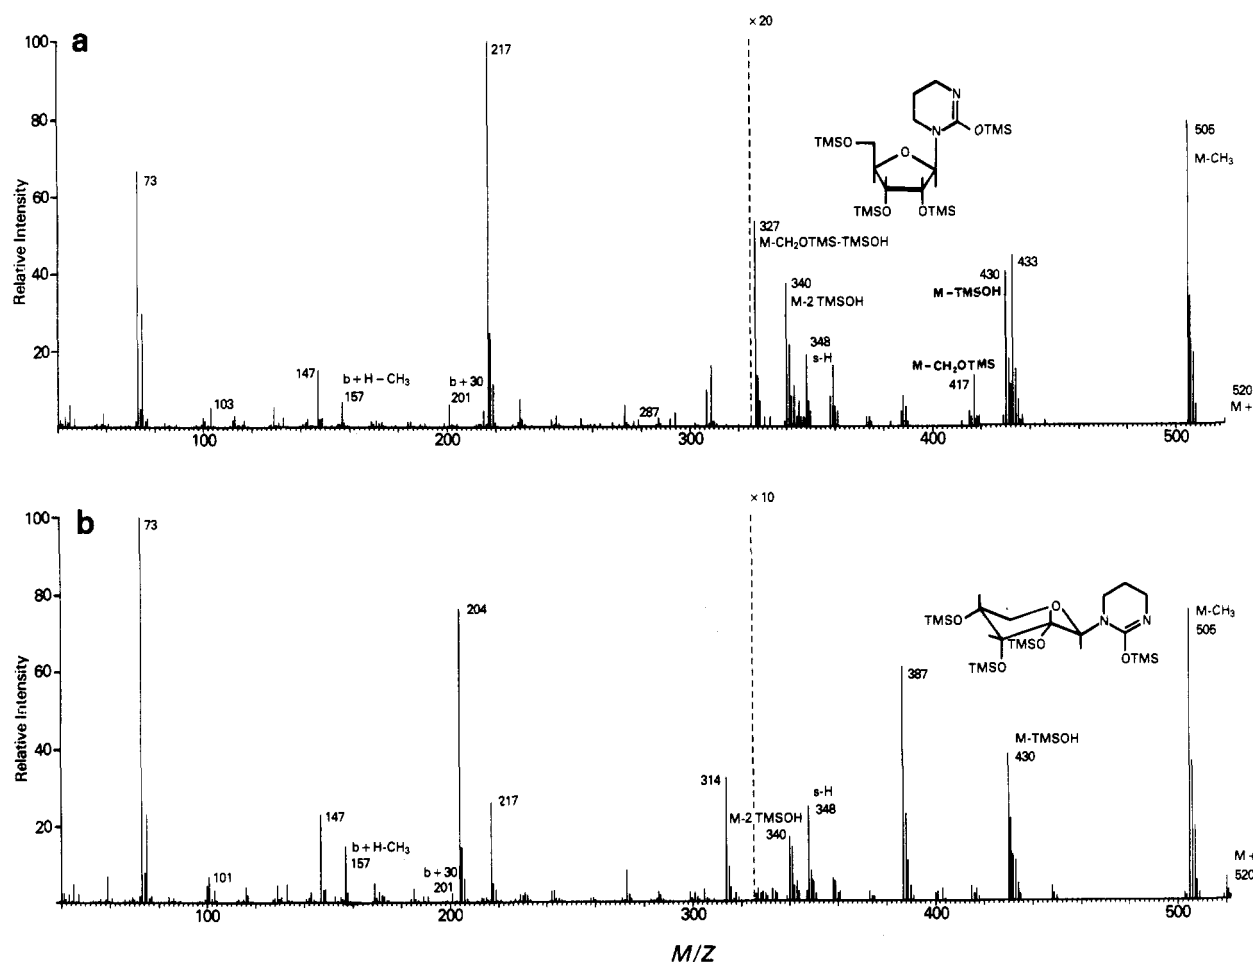 × 20
a
100
80
60
40
20
Relative Intensity
73
103
147
b + H – CH₃
157
b + 30
201
217
287
327
M-CH₂OTMS-TMSOH
340
M-2 TMSOH
348
s-H
M – CH₂OTMS
417
430
M – TMSOH
433
505
M-CH₃
520
M +
TMSO
O
N
N
OTMS
TMSO
OTMS
100
200
300
400
500
× 10
b
100
80
60
40
20
Relative Intensity
73
101
147
b + H-CH₃
157
b + 30
201
204
217
314
M-2 TMSOH
340
s-H
348
387
M-TMSOH
430
M-CH₃
505
M +
520
TMSO
O
N
N
TMSO
TMSO
OTMS
100
200
300
400
500
M/Z